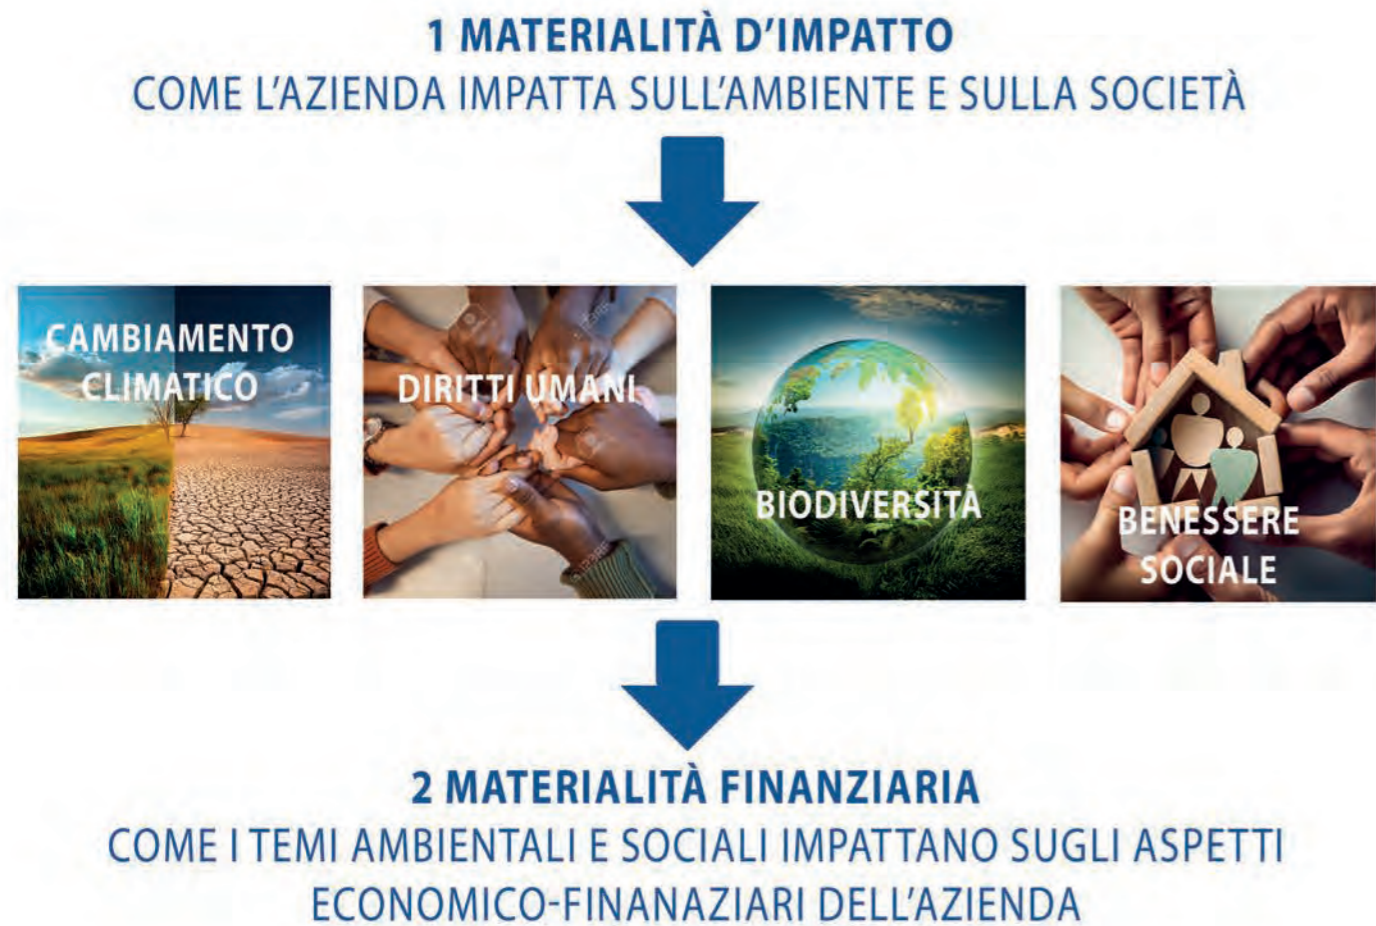 1 MATERIALITÀ D'IMPATTO
COME L'AZIENDA IMPATTA SULL'AMBIENTE E SULLA SOCIETÀ
CAMBIAMENTO
CLIMATICO
DIRITTI UMANI
BIODIVERSITÀ
BENESSERE
SOCIALE
2 MATERIALITÀ FINANZIARIA
COME I TEMI AMBIENTALI E SOCIALI IMPATTANO SUGLI ASPETTI
ECONOMICO-FINANAZIARI DELL'AZIENDA